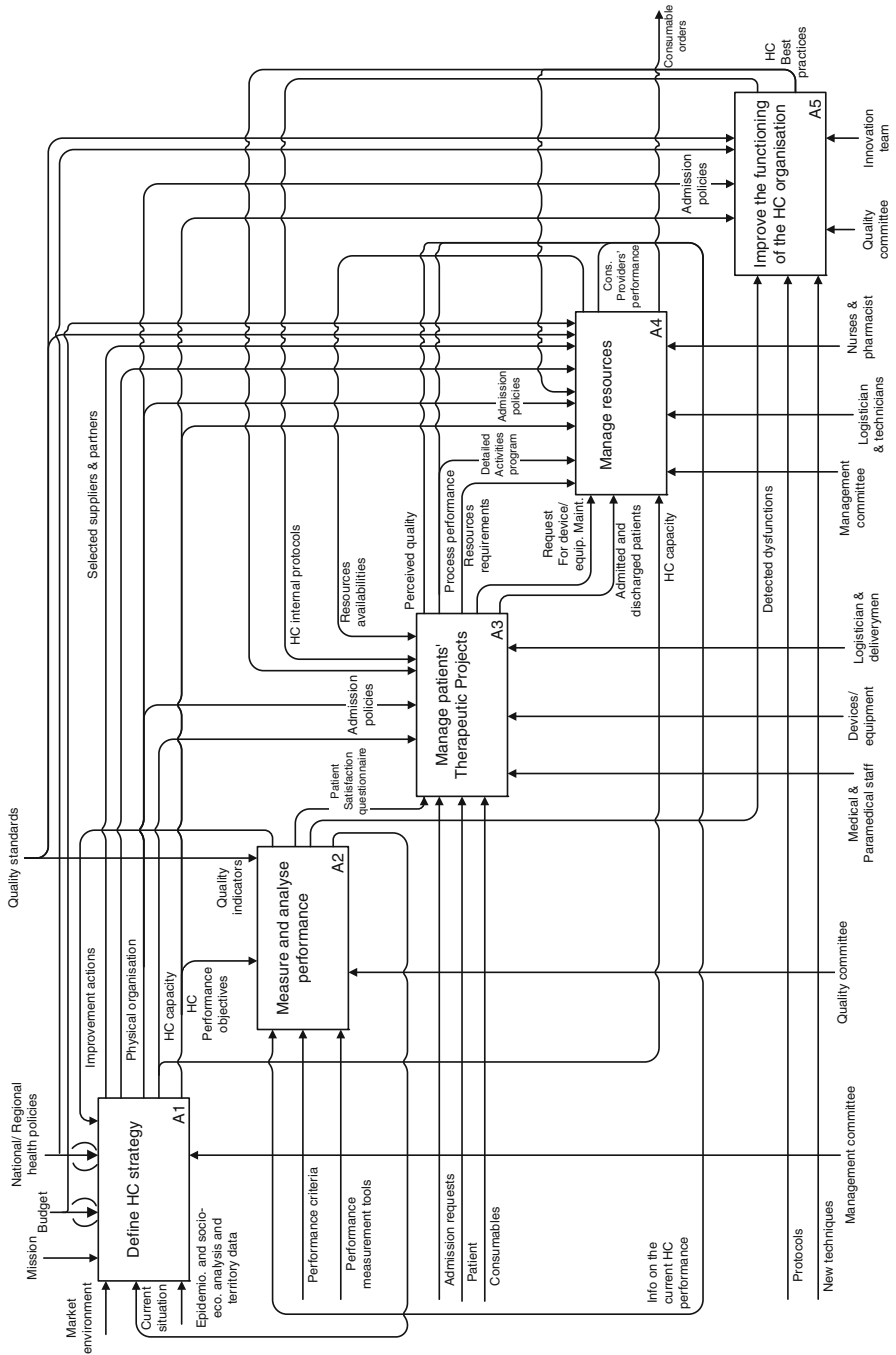 Mission
Budget
National/ Regional
health policies
Quality standards
Market
environment
Current
situation
Epidemio. and socio-
eco. analysis and
territory data
Define HC strategy
A1
Improvement actions
Selected suppliers & partners
Physical organisation
HC capacity
HC
Performance
objectives
Quality
indicators
Performance criteria
Performance
measurement tools
Measure and analyse
performance
A2
Patient
Satisfaction
questionnaire
Admission
policies
HC internal protocols
Resources
availabilities
Admission requests
Patient
Consumables
Manage patients'
Therapeutic Projects
A3
Perceived quality
Process performance
Detailed
Activities
program
Resources
requirements
Request
For device/
equip. Maint.
Admitted and
discharged patients
HC capacity
Admission
policies
Manage resources
A4
Cons.
Providers'
performance
Consumable
orders
Info on the
current HC
performance
Detected dysfunctions
Admission
policies
Protocols
New techniques
Improve the functioning
of the HC organisation
A5
HC
Best
practices
Management committee
Quality committee
Medical &
Paramedical staff
Devices/
equipment
Logistician &
deliverymen
Management
committee
Logistician
& technicians
Nurses &
pharmacist
Quality
committee
Innovation
team